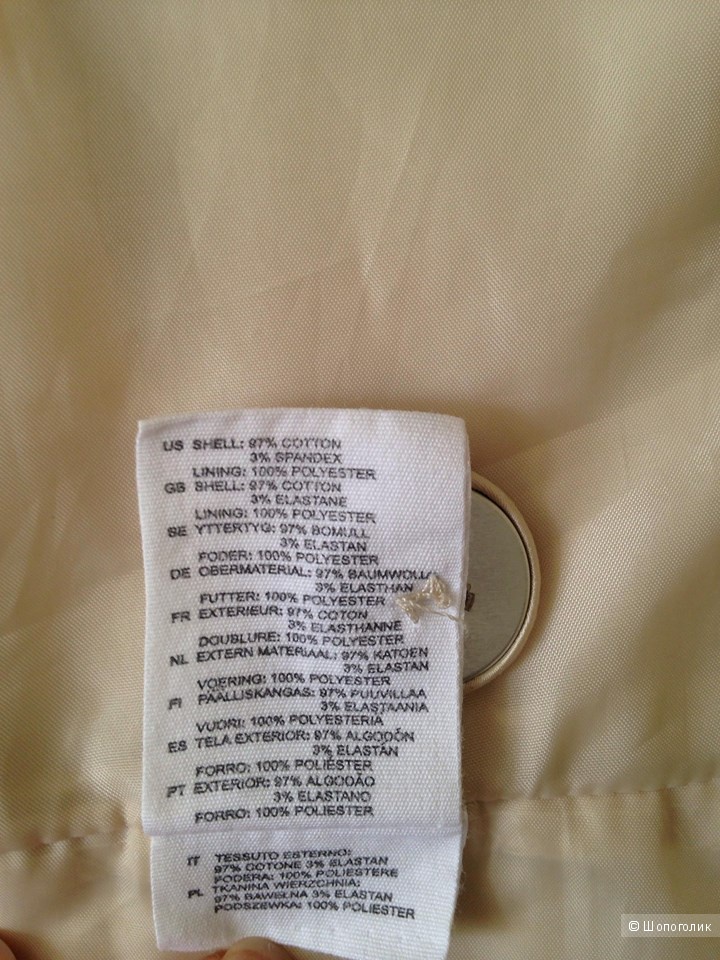 US SHELL: 97% COTTON
3% SPANDEX
LINING: 100% POLYESTER
GB SHELL: 97% COTTON
3% ELASTANE
LINING: 100% POLYESTER
SE YTTERTYG: 97% BOMULL
3% ELASTAN
FODER: 100% POLYESTER
DE OBERMATERIAL: 97% BAUMWOLLE
3% ELASTHAN
FUTTER: 100% POLYESTER
FR EXTERIEUR: 97% COTON
3% ELASTHANNE
DOUBLURE: 100% POLYESTER
NL EXTERN MATERIAAL: 97% KATOEN
3% ELASTAN
VOERING: 100% POLYESTER
FI PÄÄLLISKANGAS: 97% PUUVILLAA
3% ELASTAANIA
VUORI: 100% POLYESTERIA
ES TELA EXTERIOR: 97% ALGODÓN
3% ELASTÁN
FORRO: 100% POLIÉSTER
PT EXTERIOR: 97% ALGODÃO
3% ELASTANO
FORRO: 100% POLIESTER
IT TESSUTO ESTERNO:
97% COTONE 3% ELASTAN
FODERA: 100% POLIESTERE
PL TKANINA WIERZCHNIA:
97% BAWEŁNA 3% ELASTAN
PODSZEWKA: 100% POLIESTER
© Шопоголик